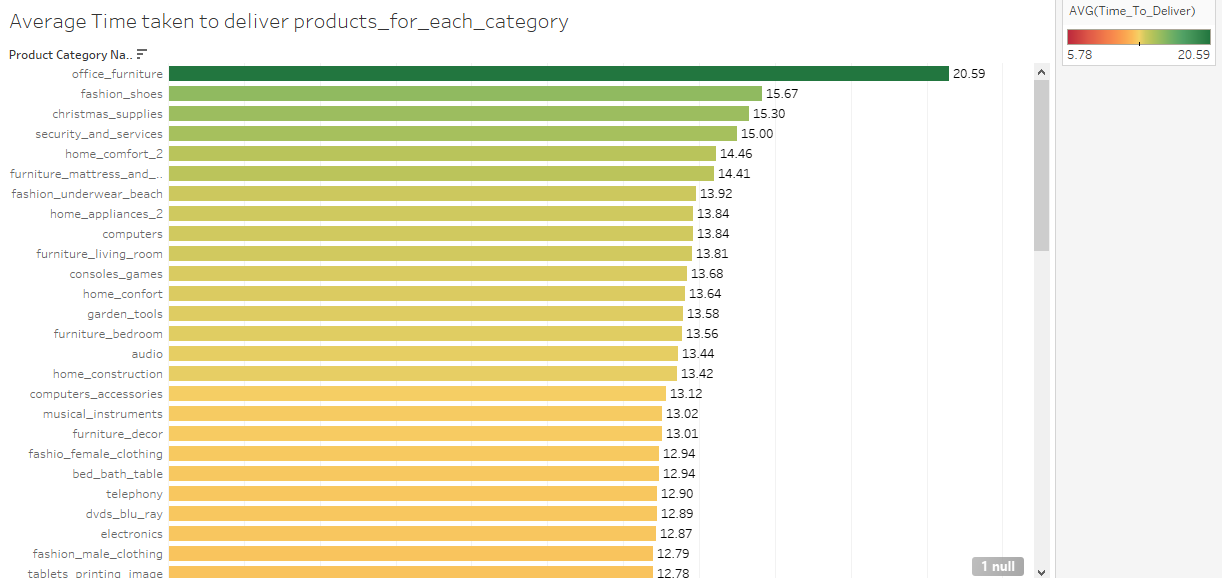 Average Time taken to deliver products_for_each_category
AVG(Time_To_Deliver)
5.78 20.59
Product Category Na..
office_furniture 20.59
fashion_shoes 15.67
christmas_supplies 15.30
security_and_services 15.00
home_comfort_2 14.46
furniture_mattress_and_.. 14.41
fashion_underwear_beach 13.92
home_appliances_2 13.84
computers 13.84
furniture_living_room 13.81
consoles_games 13.68
home_confort 13.64
garden_tools 13.58
furniture_bedroom 13.56
audio 13.44
home_construction 13.42
computers_accessories 13.12
musical_instruments 13.02
furniture_decor 13.01
fashio_female_clothing 12.94
bed_bath_table 12.94
telephony 12.90
dvds_blu_ray 12.89
electronics 12.87
fashion_male_clothing 12.79
tablets_printing_image 12.78
1 null